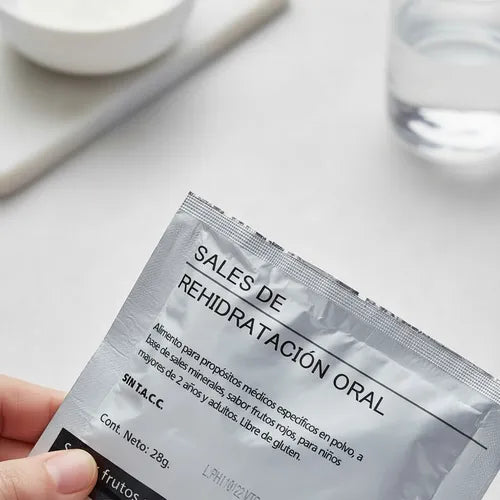 SALES DE
REHIDRATACIÓN ORAL
Alimento para propósitos médicos específicos en polvo, a
base de sales minerales, sabor frutos rojos, para niños
mayores de 2 años y adultos. Libre de gluten.
SIN T.A.C.C.
Cont. Neto: 28g.
frutos